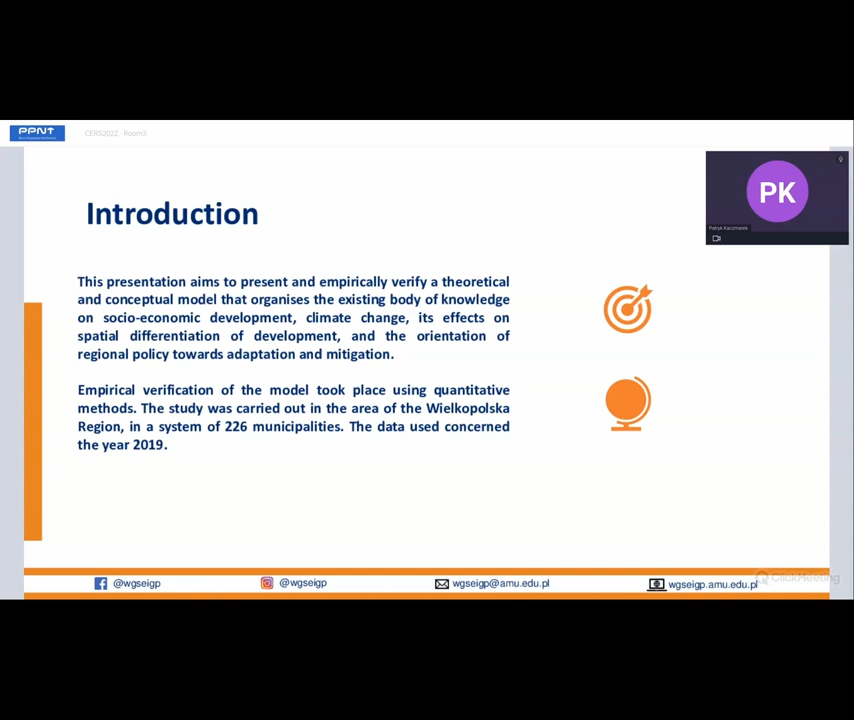 PPNT
CERS2022 - Room3
PK
Patryk Kaczmarek
Introduction
This presentation aims to present and empirically verify a theoretical
and conceptual model that organises the existing body of knowledge
on socio-economic development, climate change, its effects on
spatial differentiation of development, and the orientation of
regional policy towards adaptation and mitigation.
Empirical verification of the model took place using quantitative
methods. The study was carried out in the area of the Wielkopolska
Region, in a system of 226 municipalities. The data used concerned
the year 2019.
@wgseigp
@wgseigp
wgseigp@amu.edu.pl
wgseigp.amu.edu.pl
ClickMeeting